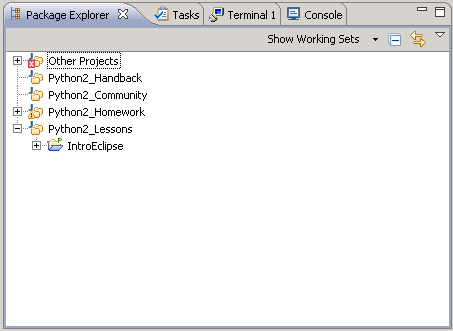 Package Explorer Tasks Terminal 1 Console
Show Working Sets
Other Projects
Python2_Handback
Python2_Community
Python2_Homework
Python2_Lessons
IntroEclipse